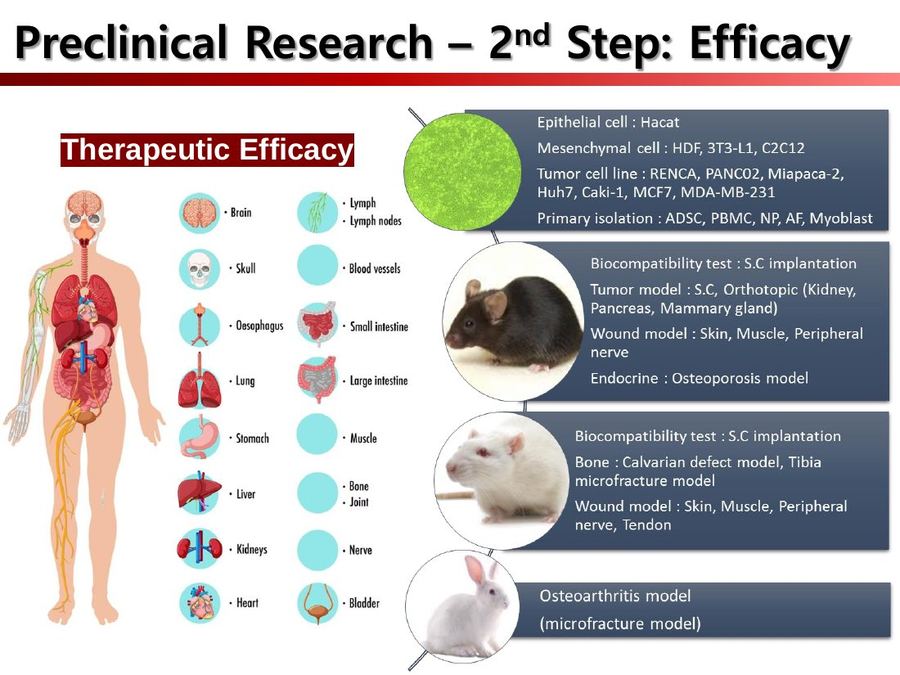 Preclinical Research – 2nd Step: Efficacy
Therapeutic Efficacy
• Brain
• Skull
• Oesophagus
• Lung
• Stomach
• Liver
• Kidneys
• Heart
• Lymph
• Lymph nodes
• Blood vessels
• Small intestine
• Large intestine
• Muscle
• Bone
• Joint
• Nerve
• Bladder
Epithelial cell : Hacat
Mesenchymal cell : HDF, 3T3-L1, C2C12
Tumor cell line : RENCA, PANC02, Miapaca-2,
Huh7, Caki-1, MCF7, MDA-MB-231
Primary isolation : ADSC, PBMC, NP, AF, Myoblast
Biocompatibility test : S.C implantation
Tumor model : S.C, Orthotopic (Kidney,
Pancreas, Mammary gland)
Wound model : Skin, Muscle, Peripheral
nerve
Endocrine : Osteoporosis model
Biocompatibility test : S.C implantation
Bone : Calvarian defect model, Tibia
microfracture model
Wound model : Skin, Muscle, Peripheral
nerve, Tendon
Osteoarthritis model
(microfracture model)